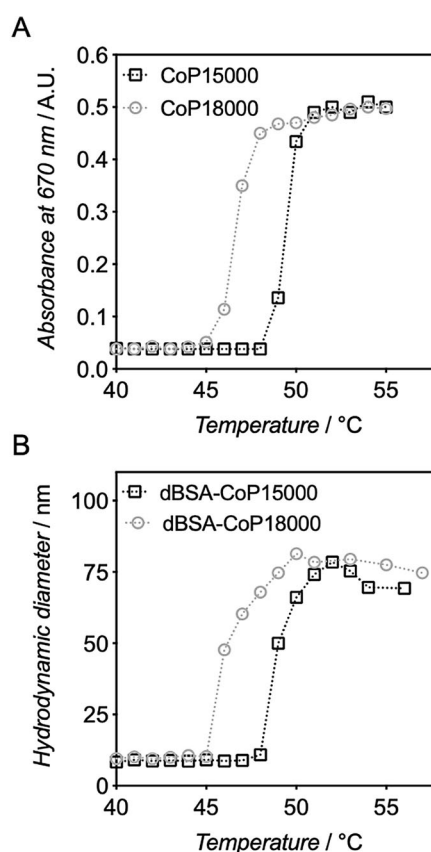 A
0.6
CoP15000
0.5
CoP18000
0.4
0.3
0.2
0.1
0.0
40 45 50 55
Absorbance at 670 nm / A.U.
Temperature / °C
B
dBSA-CoP15000
100
dBSA-CoP18000
75
50
25
0
40 45 50 55
Hydrodynamic diameter / nm
Temperature / °C